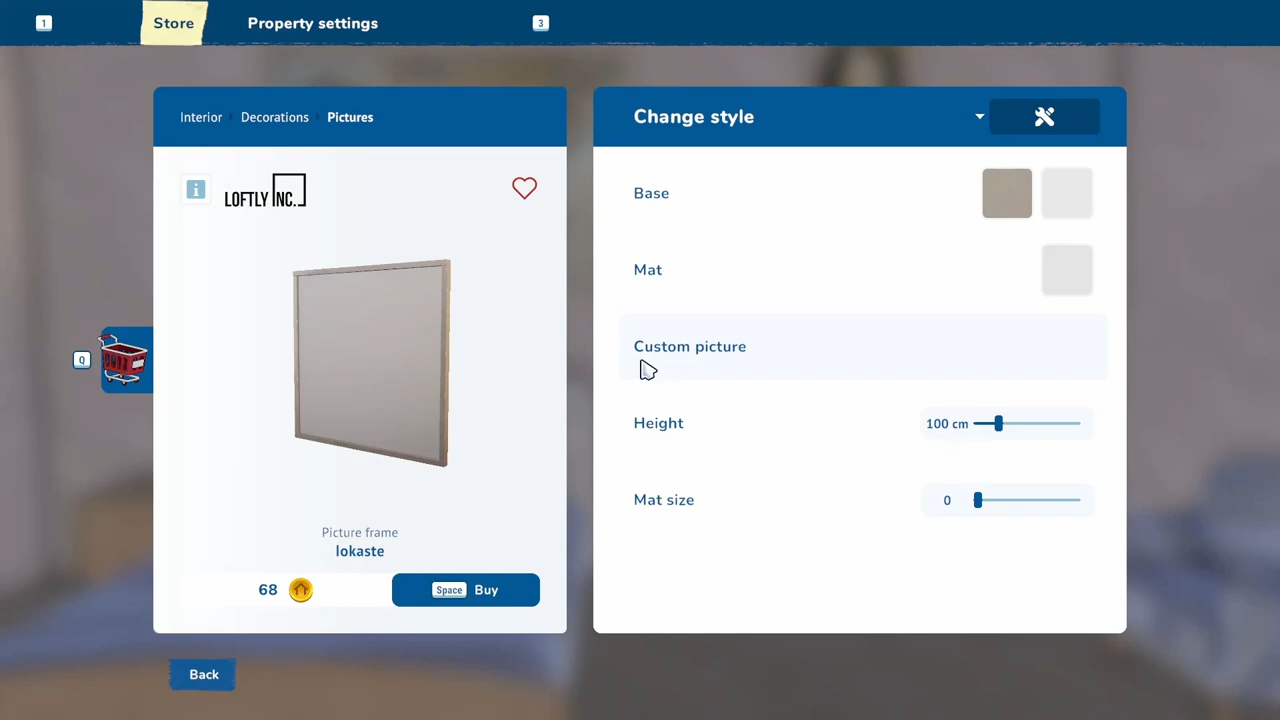 1
Store
Property settings
3
Interior Decorations Pictures
i
LOFTLY INC.
Picture frame
lokaste
68
Space Buy
Q
Back
Change style
Base
Mat
Custom picture
Height
100 cm
Mat size
0